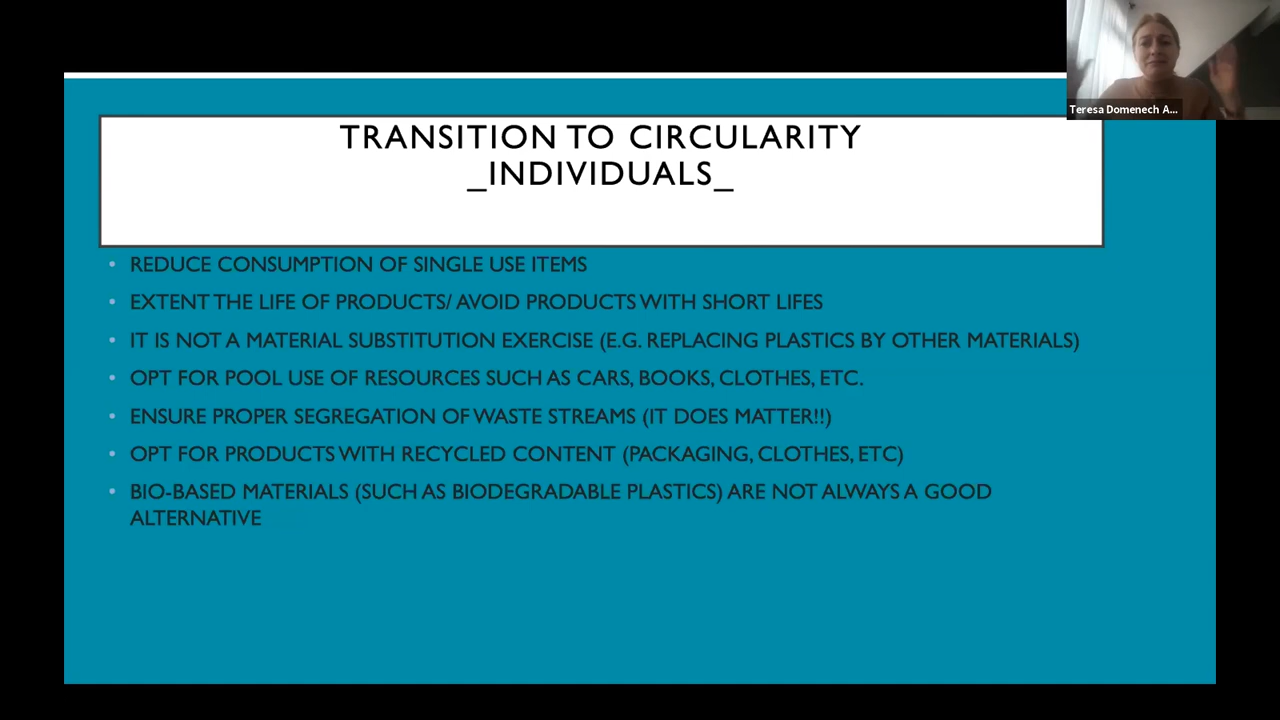 Teresa Domenech A...
TRANSITION TO CIRCULARITY
_INDIVIDUALS_
• REDUCE CONSUMPTION OF SINGLE USE ITEMS
• EXTENT THE LIFE OF PRODUCTS/ AVOID PRODUCTS WITH SHORT LIFES
• IT IS NOT A MATERIAL SUBSTITUTION EXERCISE (E.G. REPLACING PLASTICS BY OTHER MATERIALS)
• OPT FOR POOL USE OF RESOURCES SUCH AS CARS, BOOKS, CLOTHES, ETC.
• ENSURE PROPER SEGREGATION OF WASTE STREAMS (IT DOES MATTER!!)
• OPT FOR PRODUCTS WITH RECYCLED CONTENT (PACKAGING, CLOTHES, ETC)
• BIO-BASED MATERIALS (SUCH AS BIODEGRADABLE PLASTICS) ARE NOT ALWAYS A GOOD
ALTERNATIVE